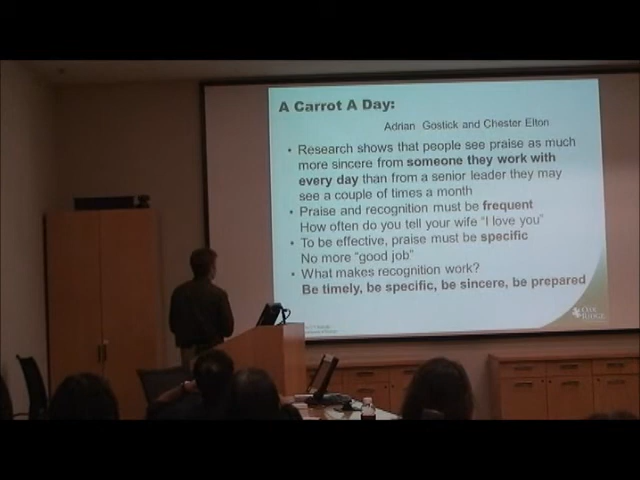 A Carrot A Day:
Adrian Gostick and Chester Elton
• Research shows that people see praise as much
more sincere from someone they work with
every day than from a senior leader they may
see a couple of times a month
• Praise and recognition must be frequent
How often do you tell your wife “I love you”
• To be effective, praise must be specific
No more “good job”
• What makes recognition work?
Be timely, be specific, be sincere, be prepared
OAK
RIDGE